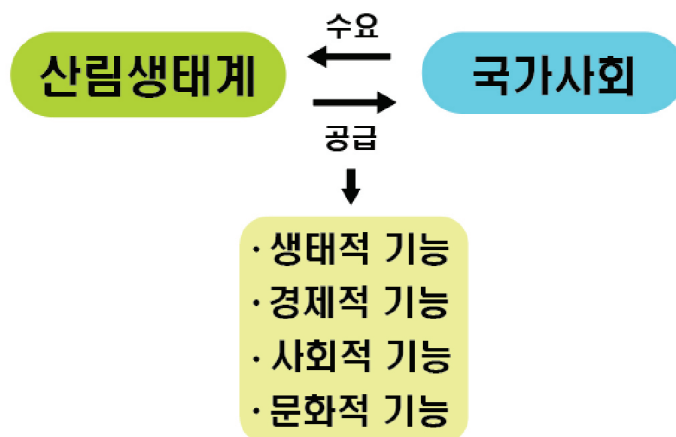 수요
산림생태계
국가사회
공급
· 생태적 기능
· 경제적 기능
· 사회적 기능
· 문화적 기능